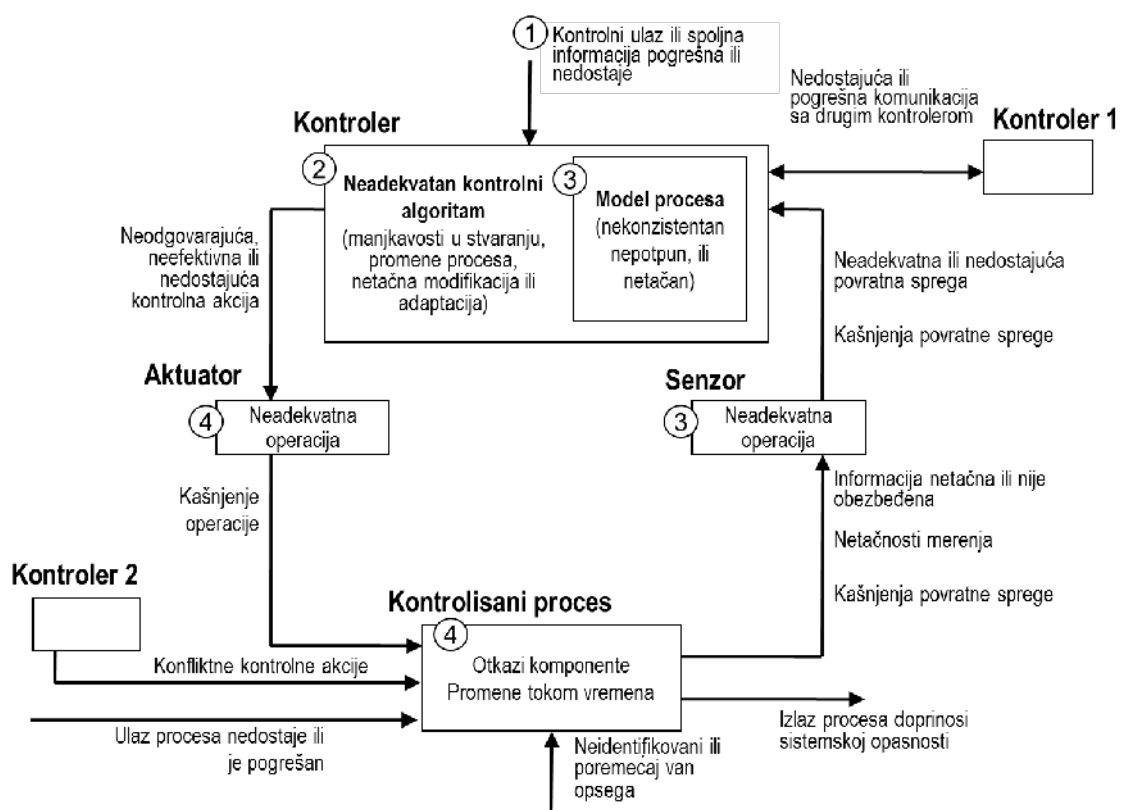 1
Kontrolni ulaz ili spoljna
informacija pogrešna ili
nedostaje
Nedostajuća ili
pogrešna komunikacija
sa drugim kontrolerom
Kontroler 1
Kontroler
2
Neadekvatan kontrolni
algoritam
(manjkavosti u stvaranju,
promene procesa,
netačna modifikacija ili
adaptacija)
3
Model procesa
(nekonzistentan
nepotpun, ili
netačan)
Neodgovarajuća,
neefektivna ili
nedostajuća
kontrolna akcija
Neadekvatna ili nedostajuća
povratna sprega
Kašnjenja povratne sprege
Aktuator
4
Neadekvatna
operacija
Senzor
3
Neadekvatna
operacija
Kašnjenje
operacije
Informacija netačna ili nije
obezbeđena
Netačnosti merenja
Kašnjenja povratne sprege
Kontroler 2
Kontrolisani proces
4
Otkazi komponente
Promene tokom vremena
Konfliktne kontrolne akcije
Ulaz procesa nedostaje ili
je pogrešan
Neidentifikovani ili
poremećaj van
opsega
Izlaz procesa doprinosi
sistemskoj opasnosti